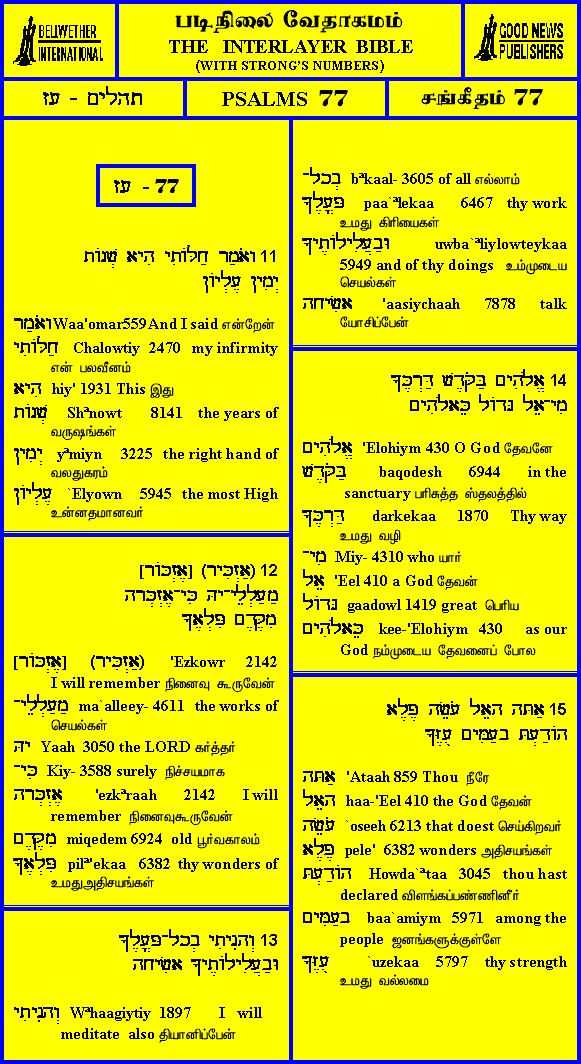 BELLWETHER
INTERNATIONAL
படிநிலை வேதாகமம்
THE INTERLAYER BIBLE
(WITH STRONG'S NUMBERS)
GOOD NEWS
PUBLISHERS
תהלים - עז
PSALMS 77
சங்கீதம் 77
עז - 77
11 וָאֹמַר חַלּוֹתִי הִיא שְׁנוֹת
יְמִין עֶלְיוֹן
וָאֹמַר Waa'omar559 And I said என்றேன்
חַלּוֹתִי Chalowtiy 2470 my infirmity
என் பலவீனம்
הִיא hiy' 1931 This இது
שְׁנוֹת Shᵃnowt 8141 the years of
வருஷங்கள்
יְמִין yᵃmiyn 3225 the right hand of
வலதுகரம்
עֶלְיוֹן `Elyown 5945 the most High
உன்னதமானவர்
12 (אַזְכִּיר) [אֶזְכּוֹר]
מַעַלְלֵי־יָהּ כִּי־אֶזְכְּרָה
מִקֶּדֶם פִּלְאֶךָ
[אֶזְכּוֹר] (אַזְכִּיר) 'Ezkowr 2142
I will remember நினைவு கூருவேன்
מַעַלְלֵי־ ma`alleey- 4611 the works of
செயல்கள்
יָהּ Yaah 3050 the LORD கர்த்தர்
כִּי־ Kiy- 3588 surely நிச்சயமாக
אֶזְכְּרָה 'ezkᵃraah 2142 I will
remember நினைவுகூருவேன்
מִקֶּדֶם miqedem 6924 old பூர்வகாலம்
פִּלְאֶךָ pilᵃ'ekaa 6382 thy wonders of
உமதுஅதிசயங்கள்
13 וְהָגִיתִי בְכָל־פָּעֳלֶךָ
וּבַעֲלִילוֹתֶיךָ אָשִׂיחָה
וְהָגִיתִי Wᵃhaagiytiy 1897 I will
meditate also தியானிப்பேன்
בְכָל־ bᵃkaal- 3605 of all எல்லாம்
פָּעֳלֶךָ paa`ᵃlekaa 6467 thy work
உமது கிரியைகள்
וּבַעֲלִילוֹתֶיךָ uwba`ᵃliylowteykaa
5949 and of thy doings உம்முடைய
செயல்கள்
אָשִׂיחָה 'aasiychaah 7878 talk
யோசிப்பேன்
14 אֱלֹהִים בַּקֹּדֶשׁ דַּרְכֶּךָ
מִי־אֵל גָּדוֹל כֵּאלֹהִים
אֱלֹהִים 'Elohiym 430 O God தேவனே
בַּקֹּדֶשׁ baqodesh 6944 in the
sanctuary பரிசுத்த ஸ்தலத்தில்
דַּרְכֶּךָ darkekaa 1870 Thy way
உமது வழி
מִי־ Miy- 4310 who யார்
אֵל 'Eel 410 a God தேவன்
גָּדוֹל gaadowl 1419 great பெரிய
כֵּאלֹהִים kee-'Elohiym 430 as our
God நம்முடைய தேவனைப் போல
15 אַתָּה הָאֵל עֹשֵׂה פֶלֶא
הוֹדַעְתָּ בָעַמִּים עֻזֶּךָ
אַתָּה 'Ataah 859 Thou நீரே
הָאֵל haa-'Eel 410 the God தேவன்
עֹשֵׂה `oseeh 6213 that doest செய்கிறவர்
פֶלֶא pele' 6382 wonders அதிசயங்கள்
הוֹדַעְתָּ Howda`ᵃtaa 3045 thou hast
declared விளங்கப்பண்ணினீர்
בָעַמִּים baa`amiym 5971 among the
people ஜனங்களுக்குள்ளே
עֻזֶּךָ `uzekaa 5797 thy strength
உமது வல்லமை